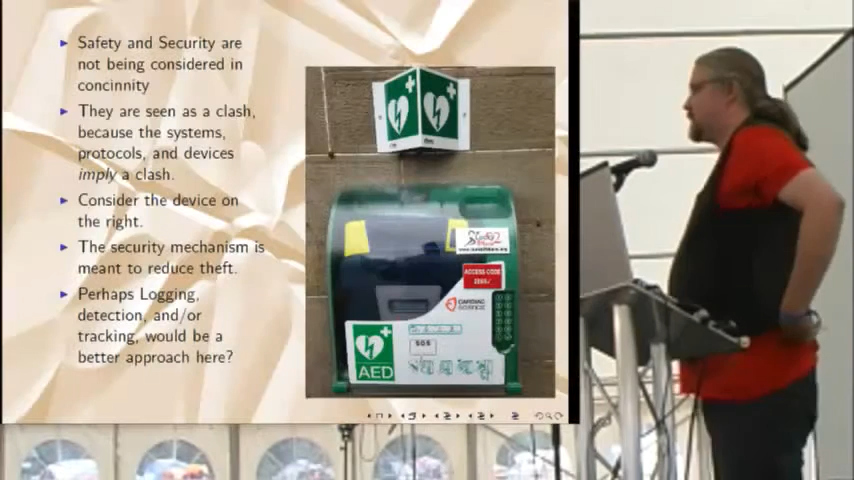 Safety and Security are
not being considered in
concinnity
They are seen as a clash,
because the systems,
protocols, and devices
imply a clash.
Consider the device on
the right.
The security mechanism is
meant to reduce theft.
Perhaps Logging,
detection, and/or
tracking, would be a
better approach here?
ACCESS CODE
CARDIAC
SCIENCE
SOS
AED